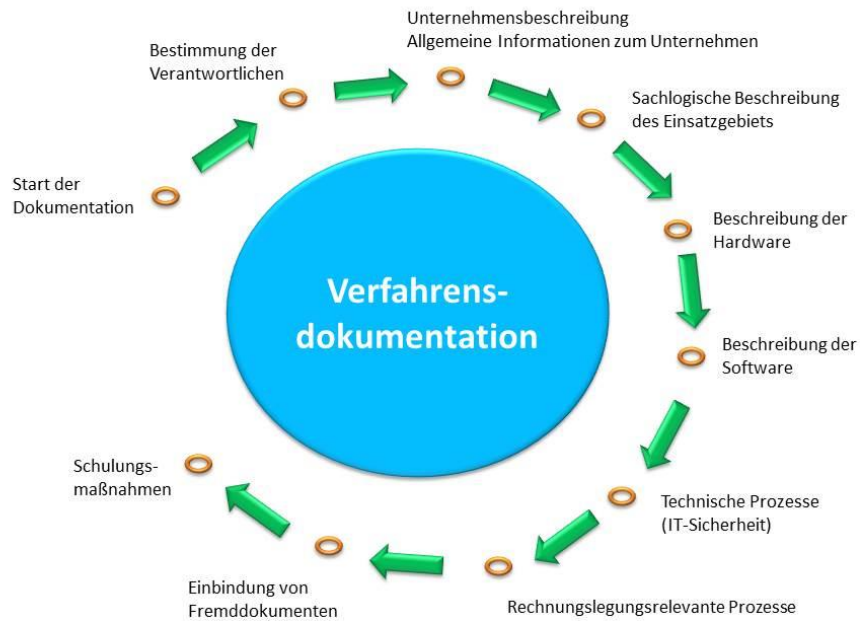 Start der
Dokumentation
Bestimmung der
Verantwortlichen
Unternehmensbeschreibung
Allgemeine Informationen zum Unternehmen
Sachlogische Beschreibung
des Einsatzgebiets
Beschreibung der
Hardware
Beschreibung der
Software
Technische Prozesse
(IT-Sicherheit)
Rechnungslegungsrelevante Prozesse
Einbindung von
Fremddokumenten
Schulungs-
maßnahmen
Verfahrens-
dokumentation